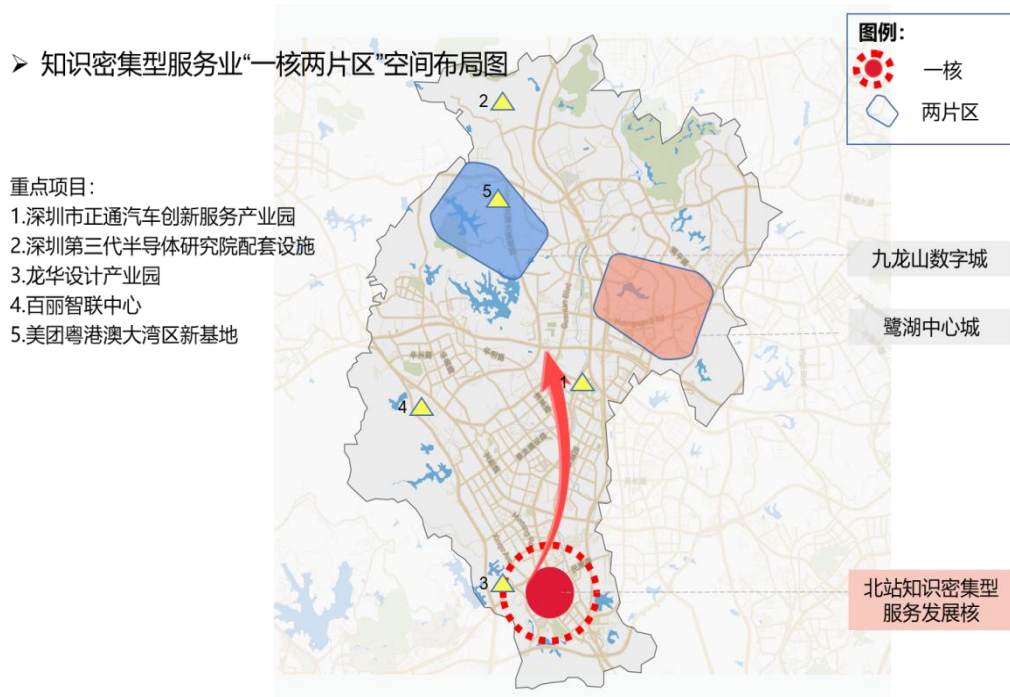 ➢ 知识密集型服务业“一核两片区”空间布局图
图例:
一核
两片区
重点项目:
1.深圳市正通汽车创新服务产业园
2.深圳第三代半导体研究院配套设施
3.龙华设计产业园
4.百丽智联中心
5.美团粤港澳大湾区新基地
2
5
九龙山数字城
鹭湖中心城
1
4
3
北站知识密集型
服务发展核